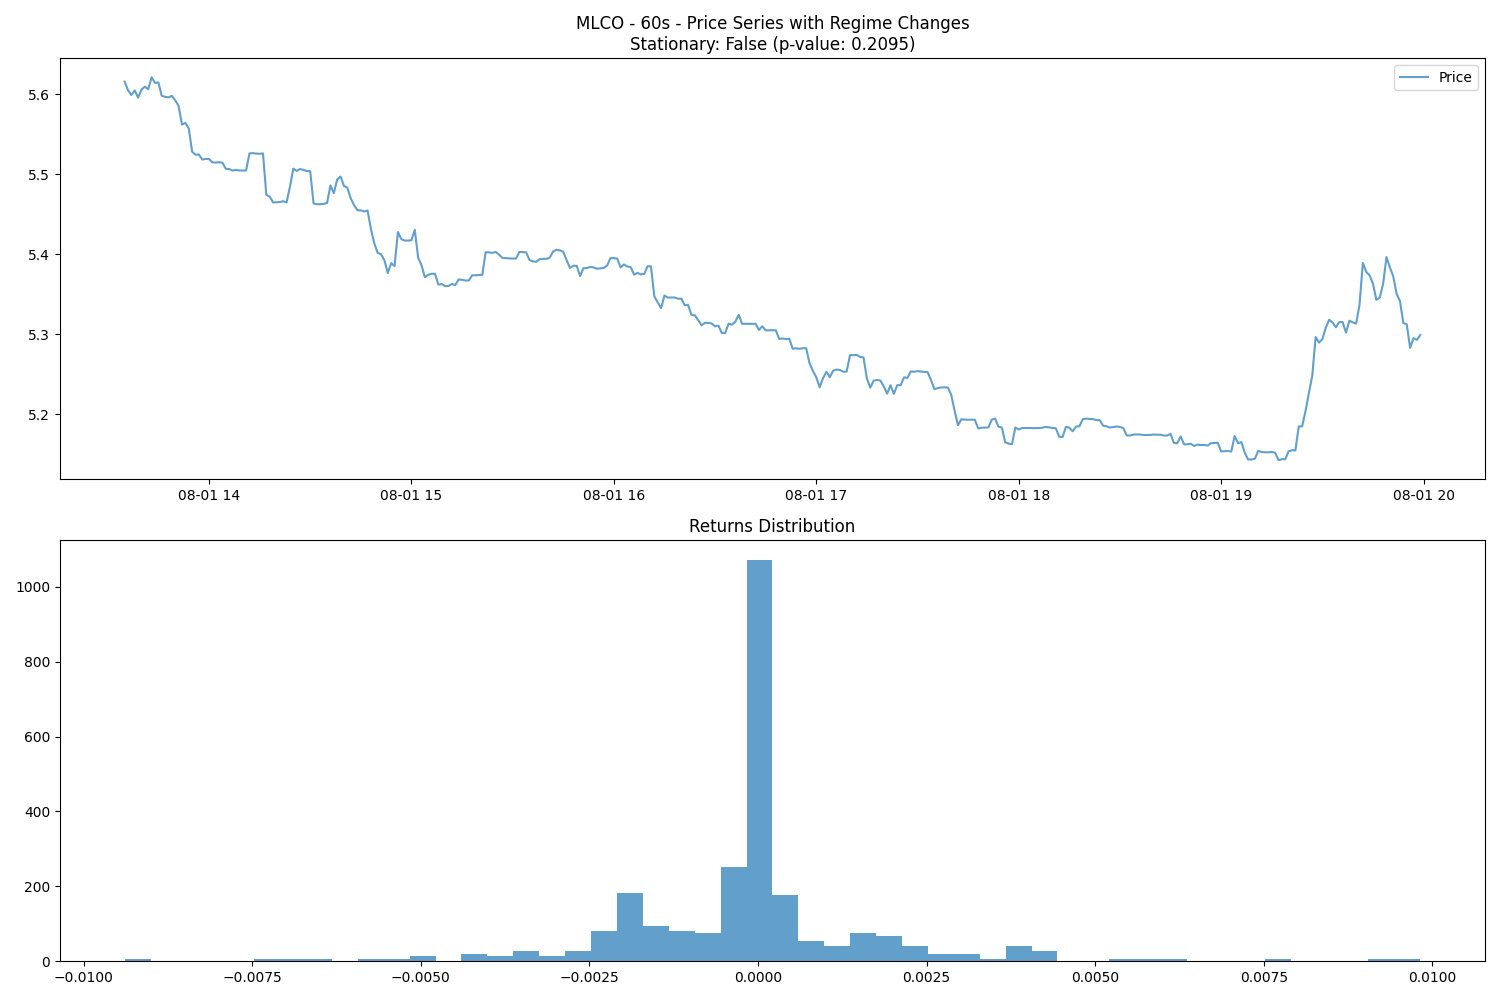 MLCO - 60s - Price Series with Regime Changes
Stationary: False (p-value: 0.2095)
Price
5.6
5.5
5.4
5.3
5.2
08-01 14 08-01 15 08-01 16 08-01 17 08-01 18 08-01 19 08-01 20
Returns Distribution
1000
800
600
400
200
0
−0.0100 −0.0075 −0.0050 −0.0025 0.0000 0.0025 0.0050 0.0075 0.0100